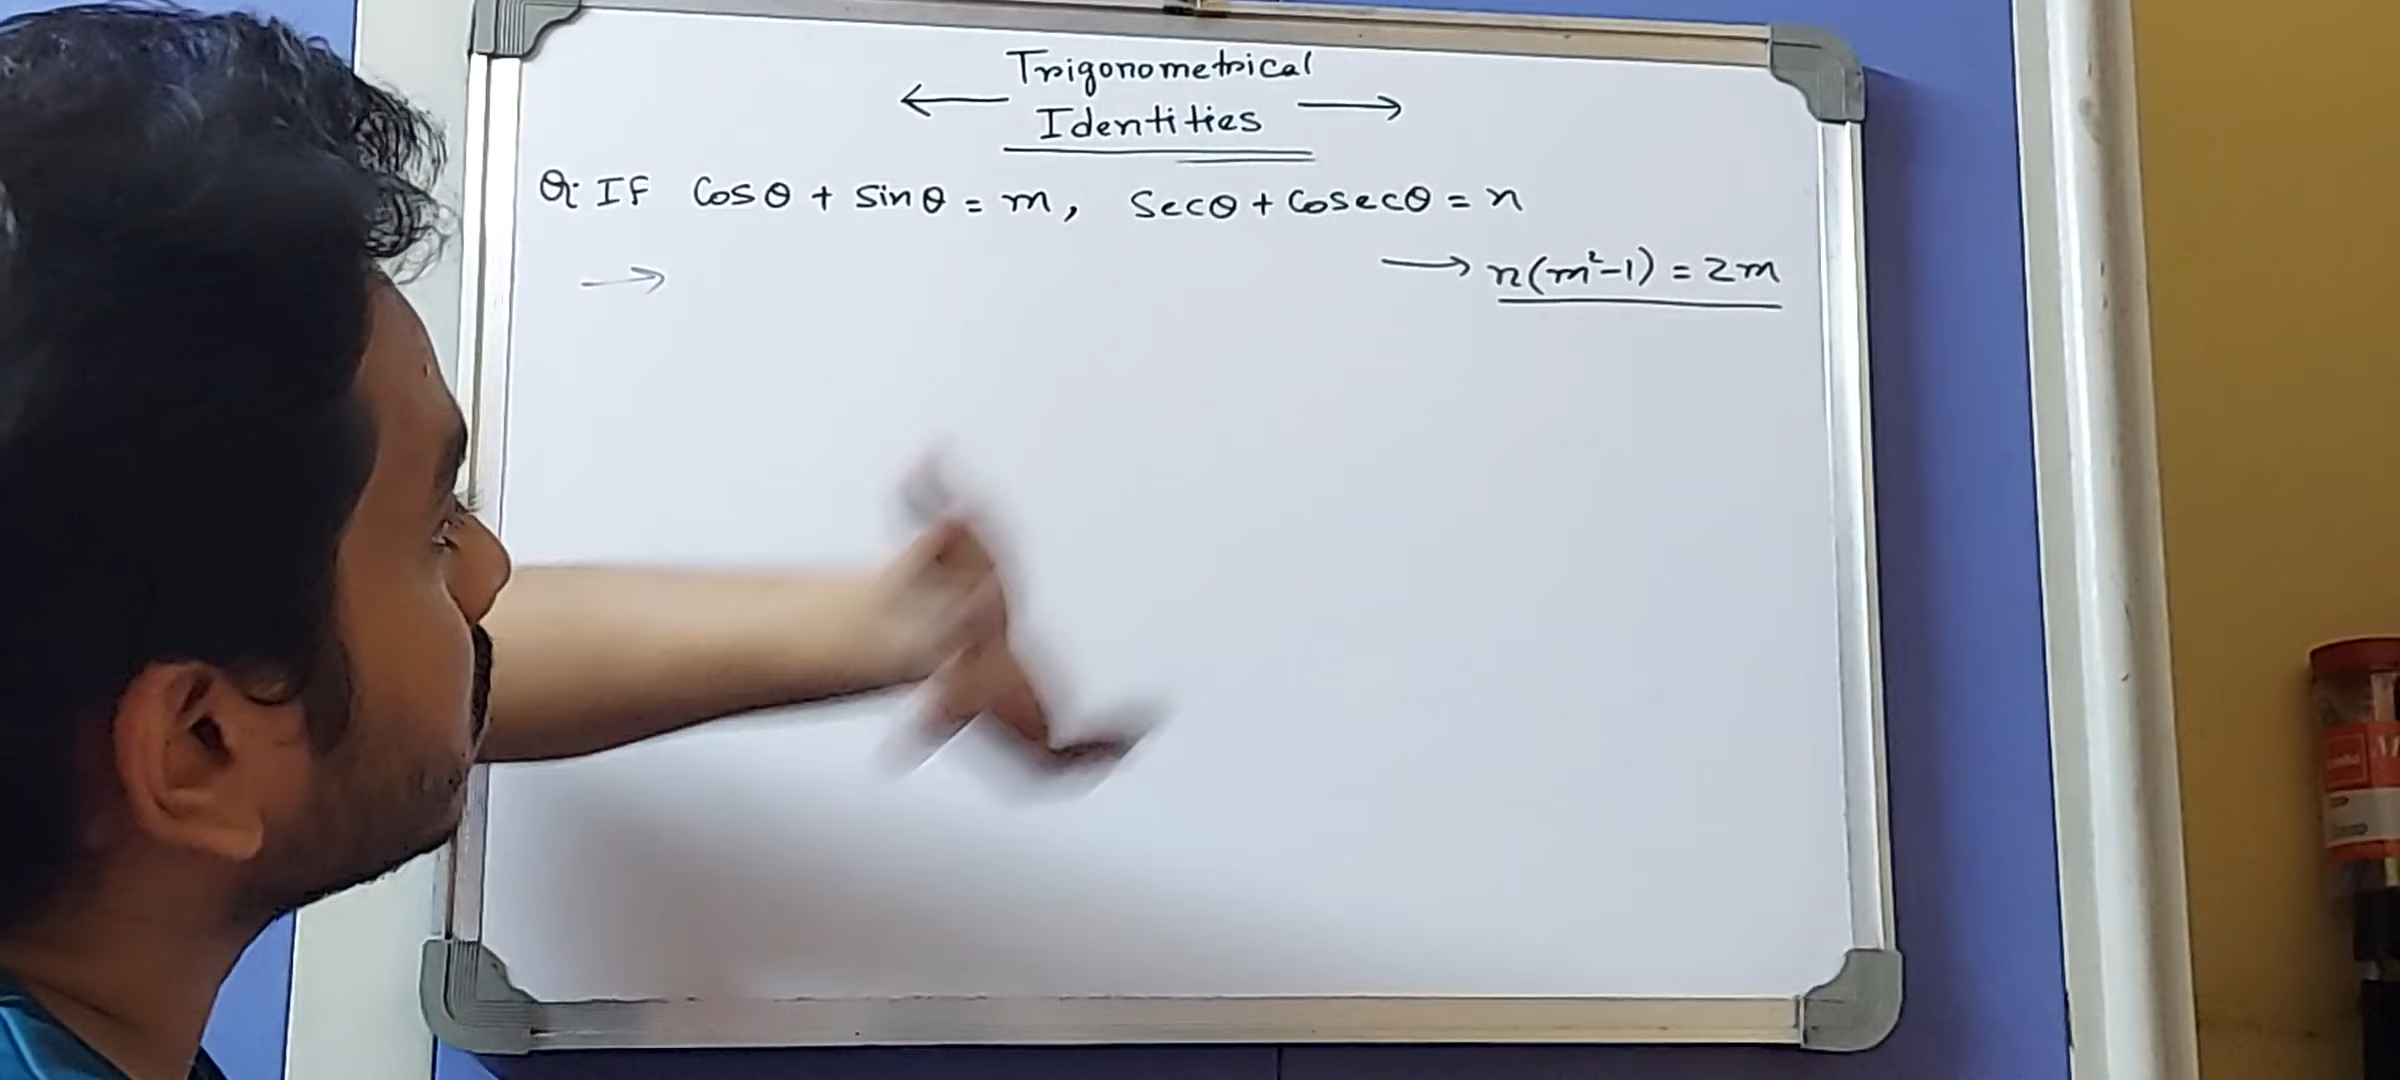 Trigonometrical
← Identities →
Q. If Cosθ + sinθ = m, Secθ + Cosecθ = n
→ → n(m²-1) = 2m